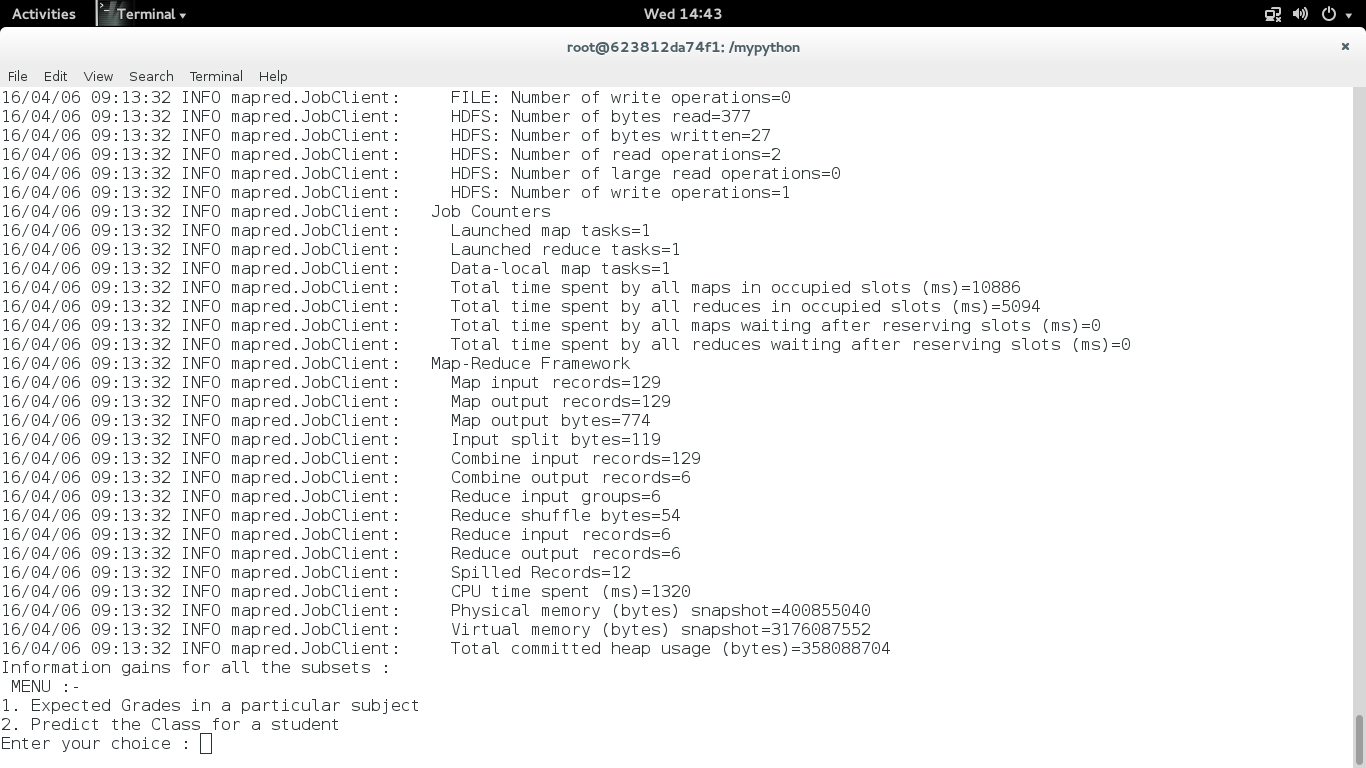 Activities Terminal Wed 14:43
root@623812da74f1: /mypython
File Edit View Search Terminal Help
16/04/06 09:13:32 INFO mapred.JobClient:     FILE: Number of write operations=0
16/04/06 09:13:32 INFO mapred.JobClient:     HDFS: Number of bytes read=377
16/04/06 09:13:32 INFO mapred.JobClient:     HDFS: Number of bytes written=27
16/04/06 09:13:32 INFO mapred.JobClient:     HDFS: Number of read operations=2
16/04/06 09:13:32 INFO mapred.JobClient:     HDFS: Number of large read operations=0
16/04/06 09:13:32 INFO mapred.JobClient:     HDFS: Number of write operations=1
16/04/06 09:13:32 INFO mapred.JobClient:   Job Counters
16/04/06 09:13:32 INFO mapred.JobClient:     Launched map tasks=1
16/04/06 09:13:32 INFO mapred.JobClient:     Launched reduce tasks=1
16/04/06 09:13:32 INFO mapred.JobClient:     Data-local map tasks=1
16/04/06 09:13:32 INFO mapred.JobClient:     Total time spent by all maps in occupied slots (ms)=10886
16/04/06 09:13:32 INFO mapred.JobClient:     Total time spent by all reduces in occupied slots (ms)=5094
16/04/06 09:13:32 INFO mapred.JobClient:     Total time spent by all maps waiting after reserving slots (ms)=0
16/04/06 09:13:32 INFO mapred.JobClient:     Total time spent by all reduces waiting after reserving slots (ms)=0
16/04/06 09:13:32 INFO mapred.JobClient:   Map-Reduce Framework
16/04/06 09:13:32 INFO mapred.JobClient:     Map input records=129
16/04/06 09:13:32 INFO mapred.JobClient:     Map output records=129
16/04/06 09:13:32 INFO mapred.JobClient:     Map output bytes=774
16/04/06 09:13:32 INFO mapred.JobClient:     Input split bytes=119
16/04/06 09:13:32 INFO mapred.JobClient:     Combine input records=129
16/04/06 09:13:32 INFO mapred.JobClient:     Combine output records=6
16/04/06 09:13:32 INFO mapred.JobClient:     Reduce input groups=6
16/04/06 09:13:32 INFO mapred.JobClient:     Reduce shuffle bytes=54
16/04/06 09:13:32 INFO mapred.JobClient:     Reduce input records=6
16/04/06 09:13:32 INFO mapred.JobClient:     Reduce output records=6
16/04/06 09:13:32 INFO mapred.JobClient:     Spilled Records=12
16/04/06 09:13:32 INFO mapred.JobClient:     CPU time spent (ms)=1320
16/04/06 09:13:32 INFO mapred.JobClient:     Physical memory (bytes) snapshot=400855040
16/04/06 09:13:32 INFO mapred.JobClient:     Virtual memory (bytes) snapshot=3176087552
16/04/06 09:13:32 INFO mapred.JobClient:     Total committed heap usage (bytes)=358088704
Information gains for all the subsets :
 MENU :-
1. Expected Grades in a particular subject
2. Predict the Class for a student
Enter your choice :